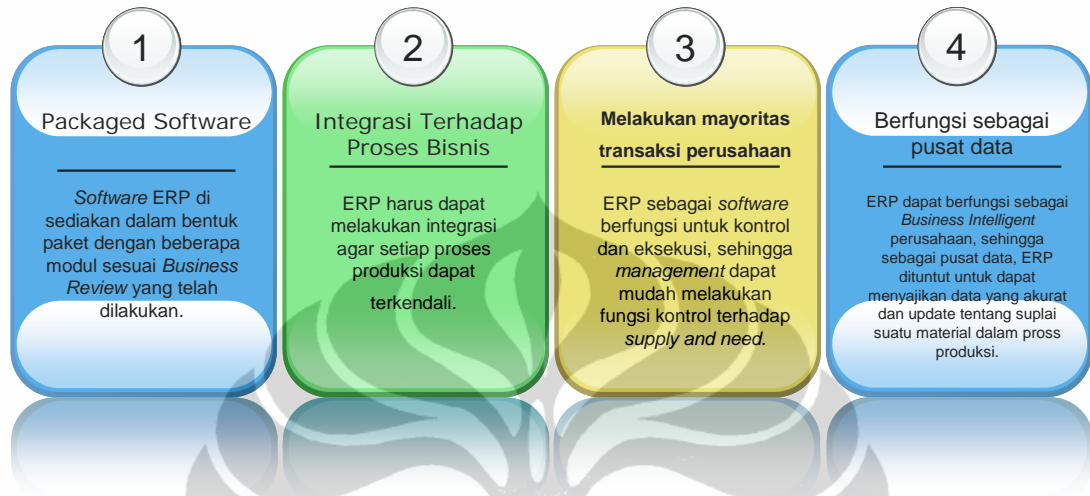 1
Packaged Software
Software ERP di
sediakan dalam bentuk
paket dengan beberapa
modul sesuai Business
Review yang telah
dilakukan.
2
Integrasi Terhadap
Proses Bisnis
ERP harus dapat
melakukan integrasi
agar setiap proses
produksi dapat
terkendali.
3
Melakukan mayoritas
transaksi perusahaan
ERP sebagai software
berfungsi untuk kontrol
dan eksekusi, sehingga
management dapat
mudah melakukan
fungsi kontrol terhadap
supply and need.
4
Berfungsi sebagai
pusat data
ERP dapat berfungsi sebagai
Business Intelligent
perusahaan, sehingga
sebagai pusat data, ERP
dituntut untuk dapat
menyajikan data yang akurat
dan update tentang suplai
suatu material dalam pross
produksi.